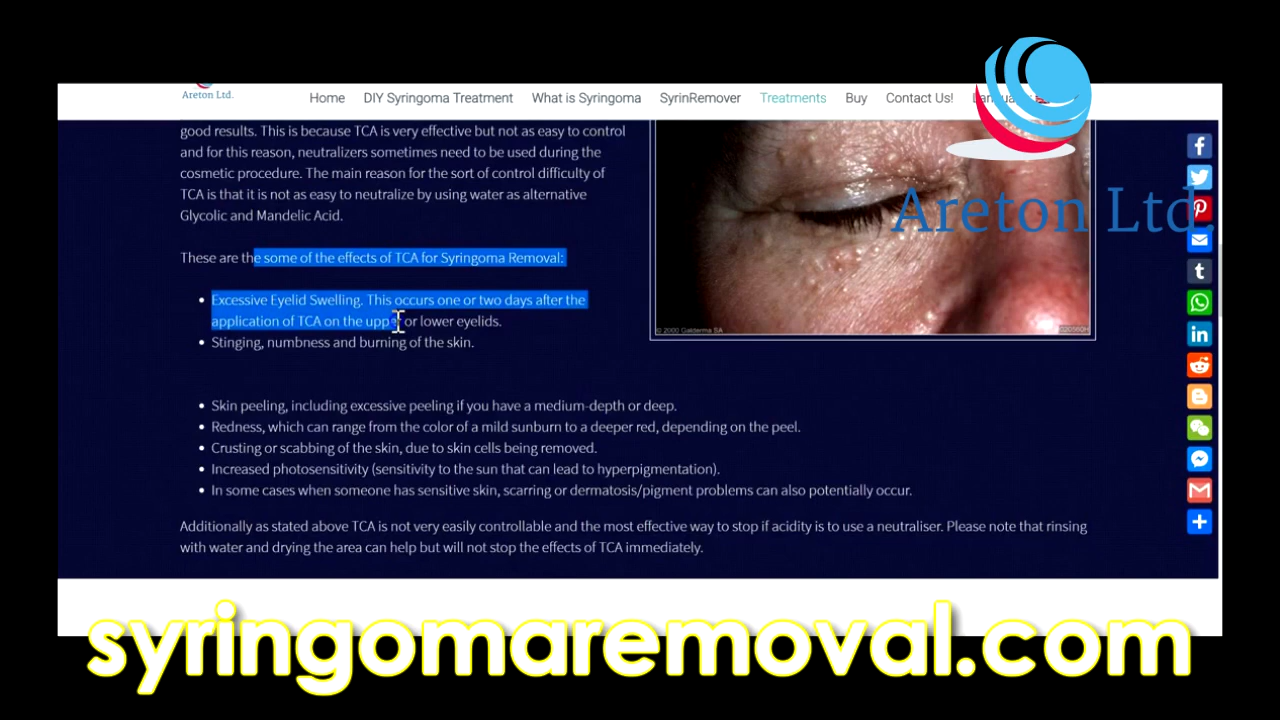 Areton Ltd.
Home DIY Syringoma Treatment What is Syringoma SyrinRemover Treatments Buy Contact Us!
good results. This is because TCA is very effective but not as easy to control
and for this reason, neutralizers sometimes need to be used during the
cosmetic procedure. The main reason for the sort of control difficulty of
TCA is that it is not as easy to neutralize by using water as alternative
Glycolic and Mandelic Acid.
Areton Ltd.
These are the some of the effects of TCA for Syringoma Removal:
• Excessive Eyelid Swelling. This occurs one or two days after the
application of TCA on the upper or lower eyelids.
• Stinging, numbness and burning of the skin.
© 2000 Galderma SA
• Skin peeling, including excessive peeling if you have a medium-depth or deep.
• Redness, which can range from the color of a mild sunburn to a deeper red, depending on the peel.
• Crusting or scabbing of the skin, due to skin cells being removed.
• Increased photosensitivity (sensitivity to the sun that can lead to hyperpigmentation).
• In some cases when someone has sensitive skin, scarring or dermatosis/pigment problems can also potentially occur.
Additionally as stated above TCA is not very easily controllable and the most effective way to stop if acidity is to use a neutraliser. Please note that rinsing
with water and drying the area can help but will not stop the effects of TCA immediately.
syringomaremoval.com